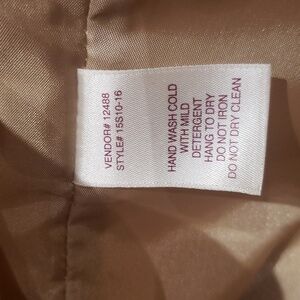 VENDOR# 12488
STYLE# 15S10-16
HAND WASH COLD
WITH MILD
DETERGENT
HANG TO DRY
DO NOT IRON
DO NOT DRY CLEAN